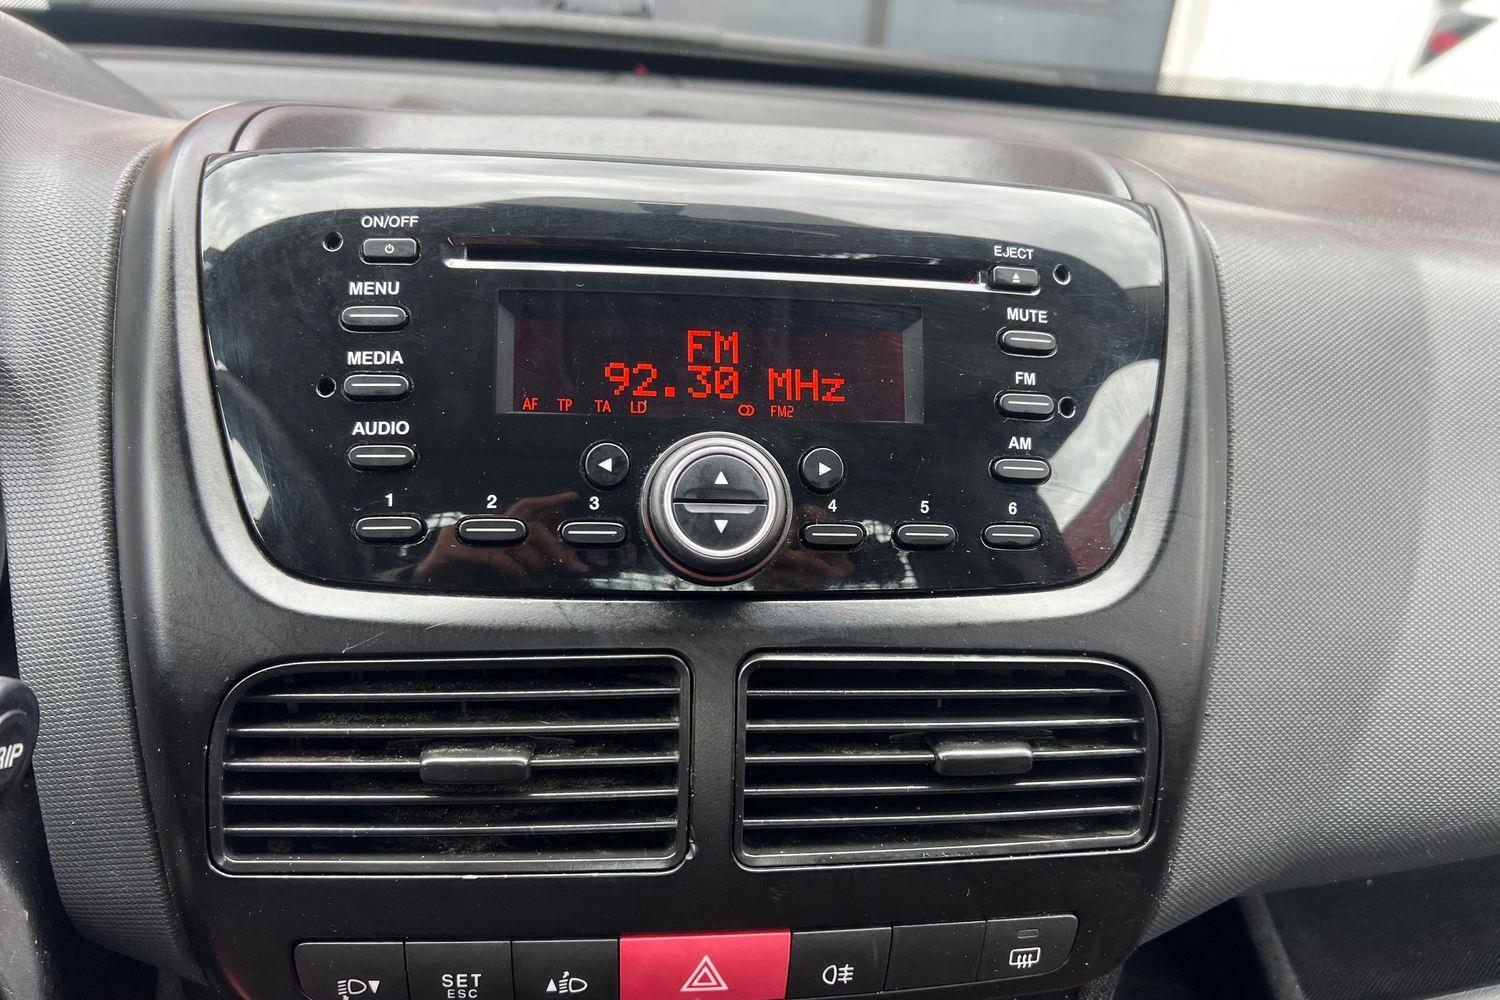 ON/OFF
EJECT
MENU
MUTE
MEDIA
FM
AUDIO
AM
FM
92.30 MHz
AF TP TA LD FM2
1 2 3 4 5 6
SET
ESC